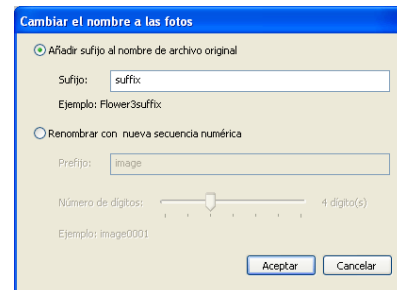 Cambiar el nombre a las fotos
Añadir sufijo al nombre de archivo original
Sufijo: suffix
Ejemplo: Flower3suffix
Renombrar con nueva secuencia numérica
Prefijo: image
Número de dígitos: 4 dígito(s)
Ejemplo: image0001
Aceptar Cancelar